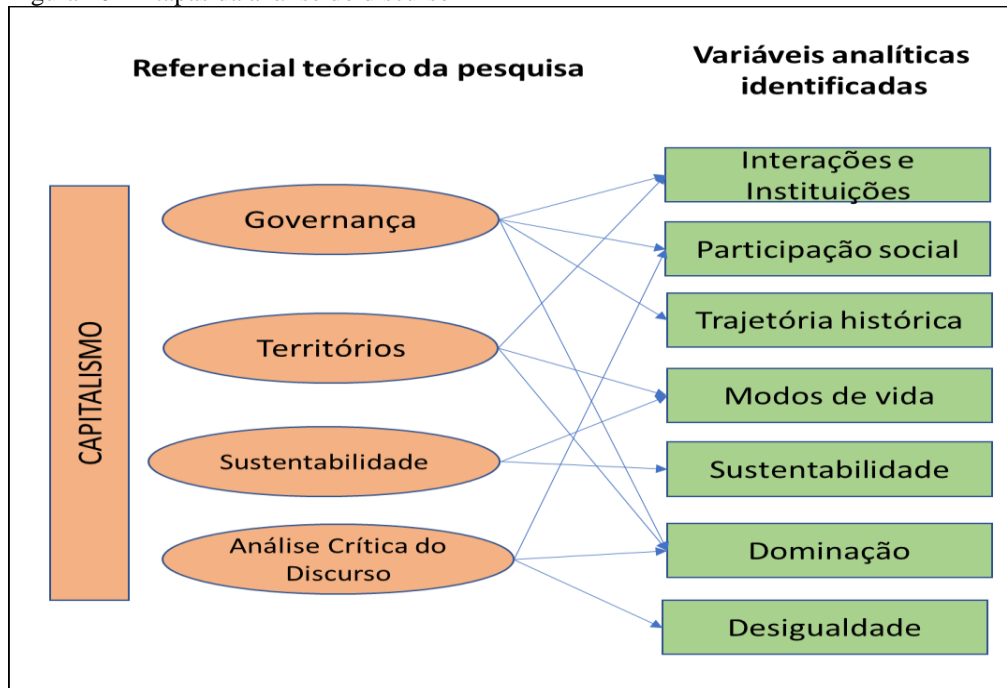 Referencial teórico da pesquisa
Variáveis analíticas
identificadas
CAPITALISMO
Governança
Territórios
Sustentabilidade
Análise Crítica do
Discurso
Interações e
Instituições
Participação social
Trajetória histórica
Modos de vida
Sustentabilidade
Dominação
Desigualdade